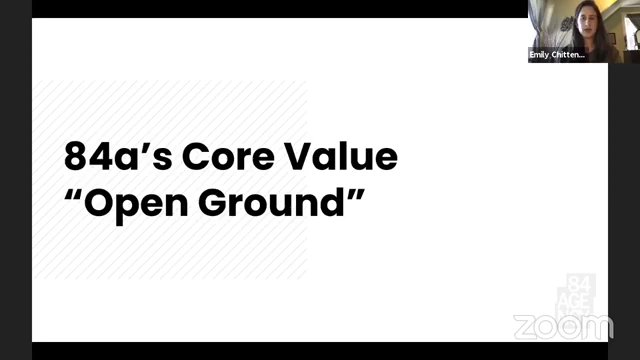 Emily Chitten...
84a's Core Value
“Open Ground”
84
AGE
zoom